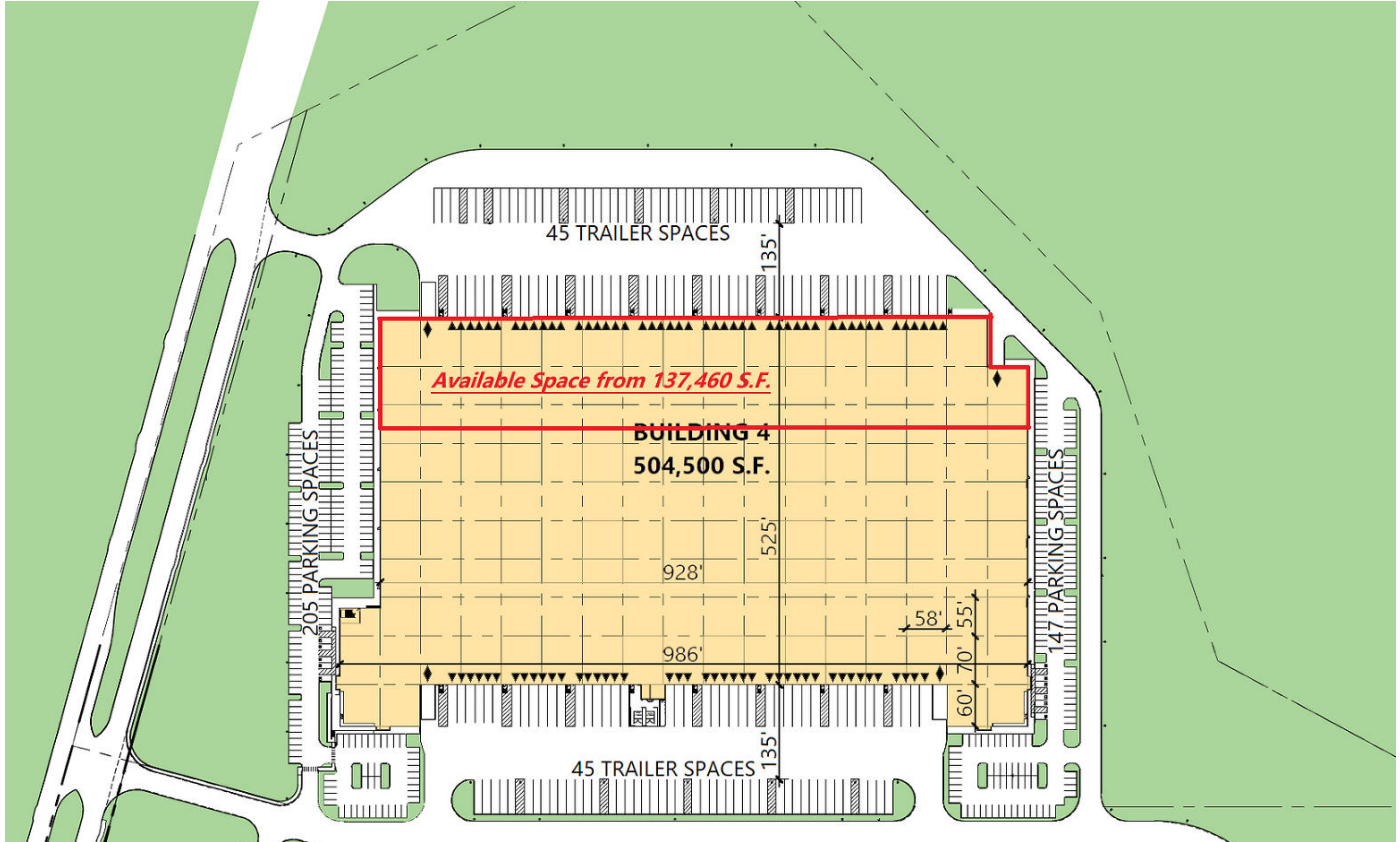 45 TRAILER SPACES
135'
Available Space from 137,460 S.F.
BUILDING 4
504,500 S.F.
205 PARKING SPACES
147 PARKING SPACES
525'
928'
58'
55'
986'
70'
60'
45 TRAILER SPACES
135'